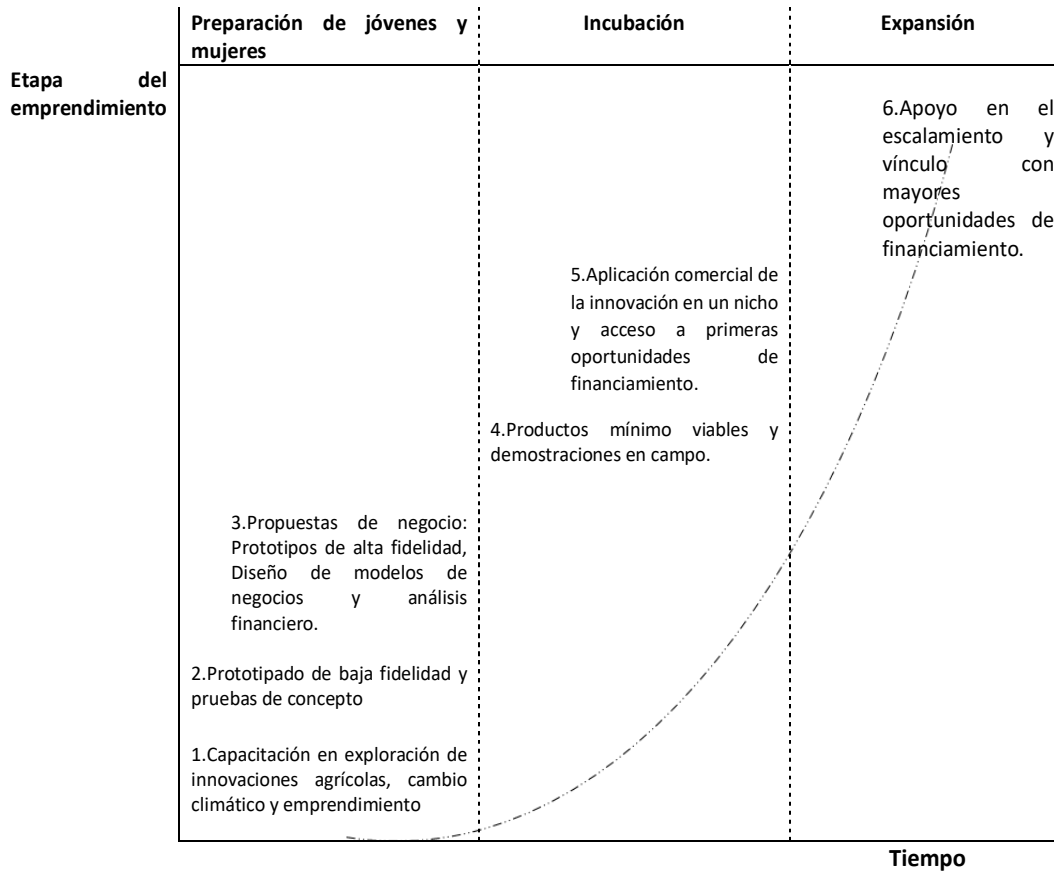 Preparación de jóvenes y
mujeres
Incubación
Expansión
Etapa del
emprendimiento
6.Apoyo en el
escalamiento y
vínculo con
mayores
oportunidades de
financiamiento.
5.Aplicación comercial de
la innovación en un nicho
y acceso a primeras
oportunidades de
financiamiento.
4.Productos mínimo viables y
demostraciones en campo.
3.Propuestas de negocio:
Prototipos de alta fidelidad,
Diseño de modelos de
negocios y análisis
financiero.
2.Prototipado de baja fidelidad y
pruebas de concepto
1.Capacitación en exploración de
innovaciones agrícolas, cambio
climático y emprendimiento
Tiempo